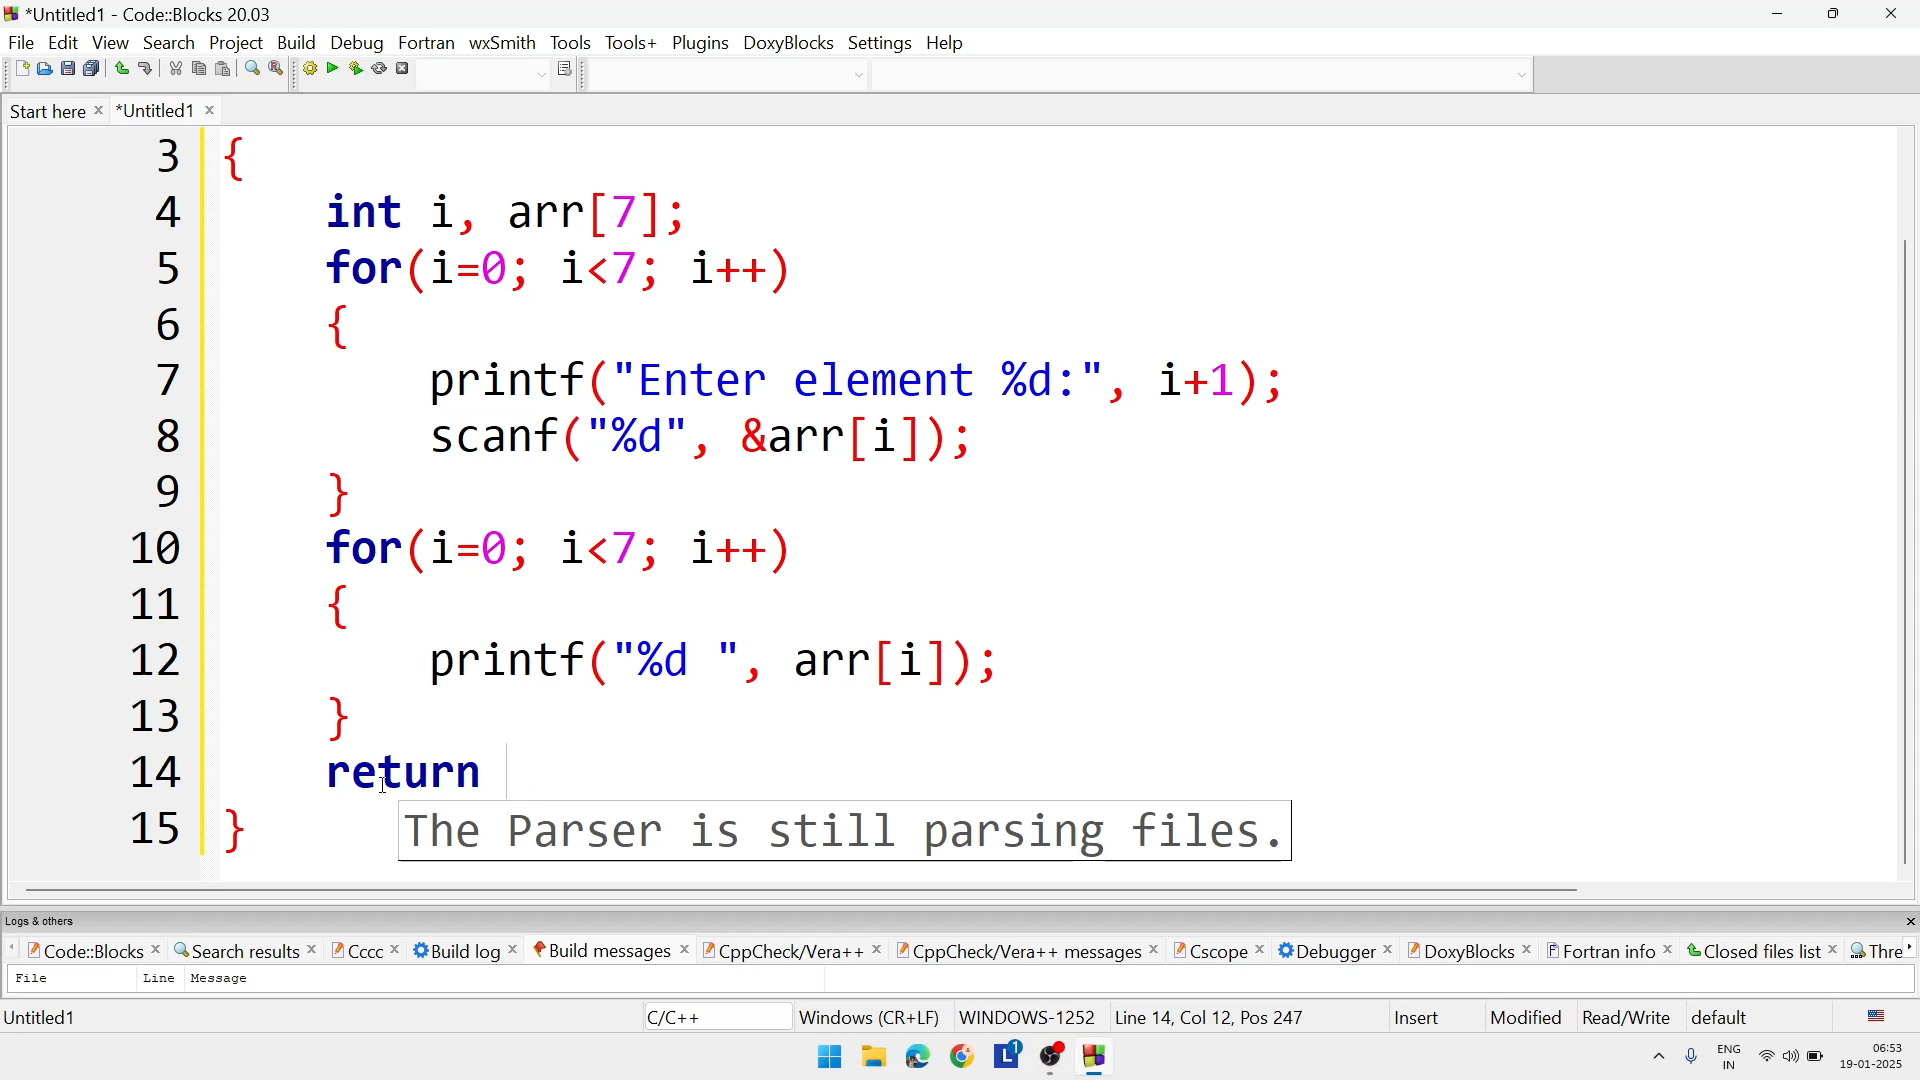 *Untitled1 - Code::Blocks 20.03
File Edit View Search Project Build Debug Fortran wxSmith Tools Tools+ Plugins DoxyBlocks Settings Help
Start here *Untitled1
3 {
4 int i, arr[7];
5 for(i=0; i<7; i++)
6 {
7 printf("Enter element %d:", i+1);
8 scanf("%d", &arr[i]);
9 }
10 for(i=0; i<7; i++)
11 {
12 printf("%d ", arr[i]);
13 }
14 return
15 }
The Parser is still parsing files.
Logs & others
Code::Blocks Search results Cccc Build log Build messages CppCheck/Vera++ CppCheck/Vera++ messages Cscope Debugger DoxyBlocks Fortran info Closed files list Thre
File Line Message
Untitled1 C/C++ Windows (CR+LF) WINDOWS-1252 Line 14, Col 12, Pos 247 Insert Modified Read/Write default
L 1
ENG
IN
06:53
19-01-2025